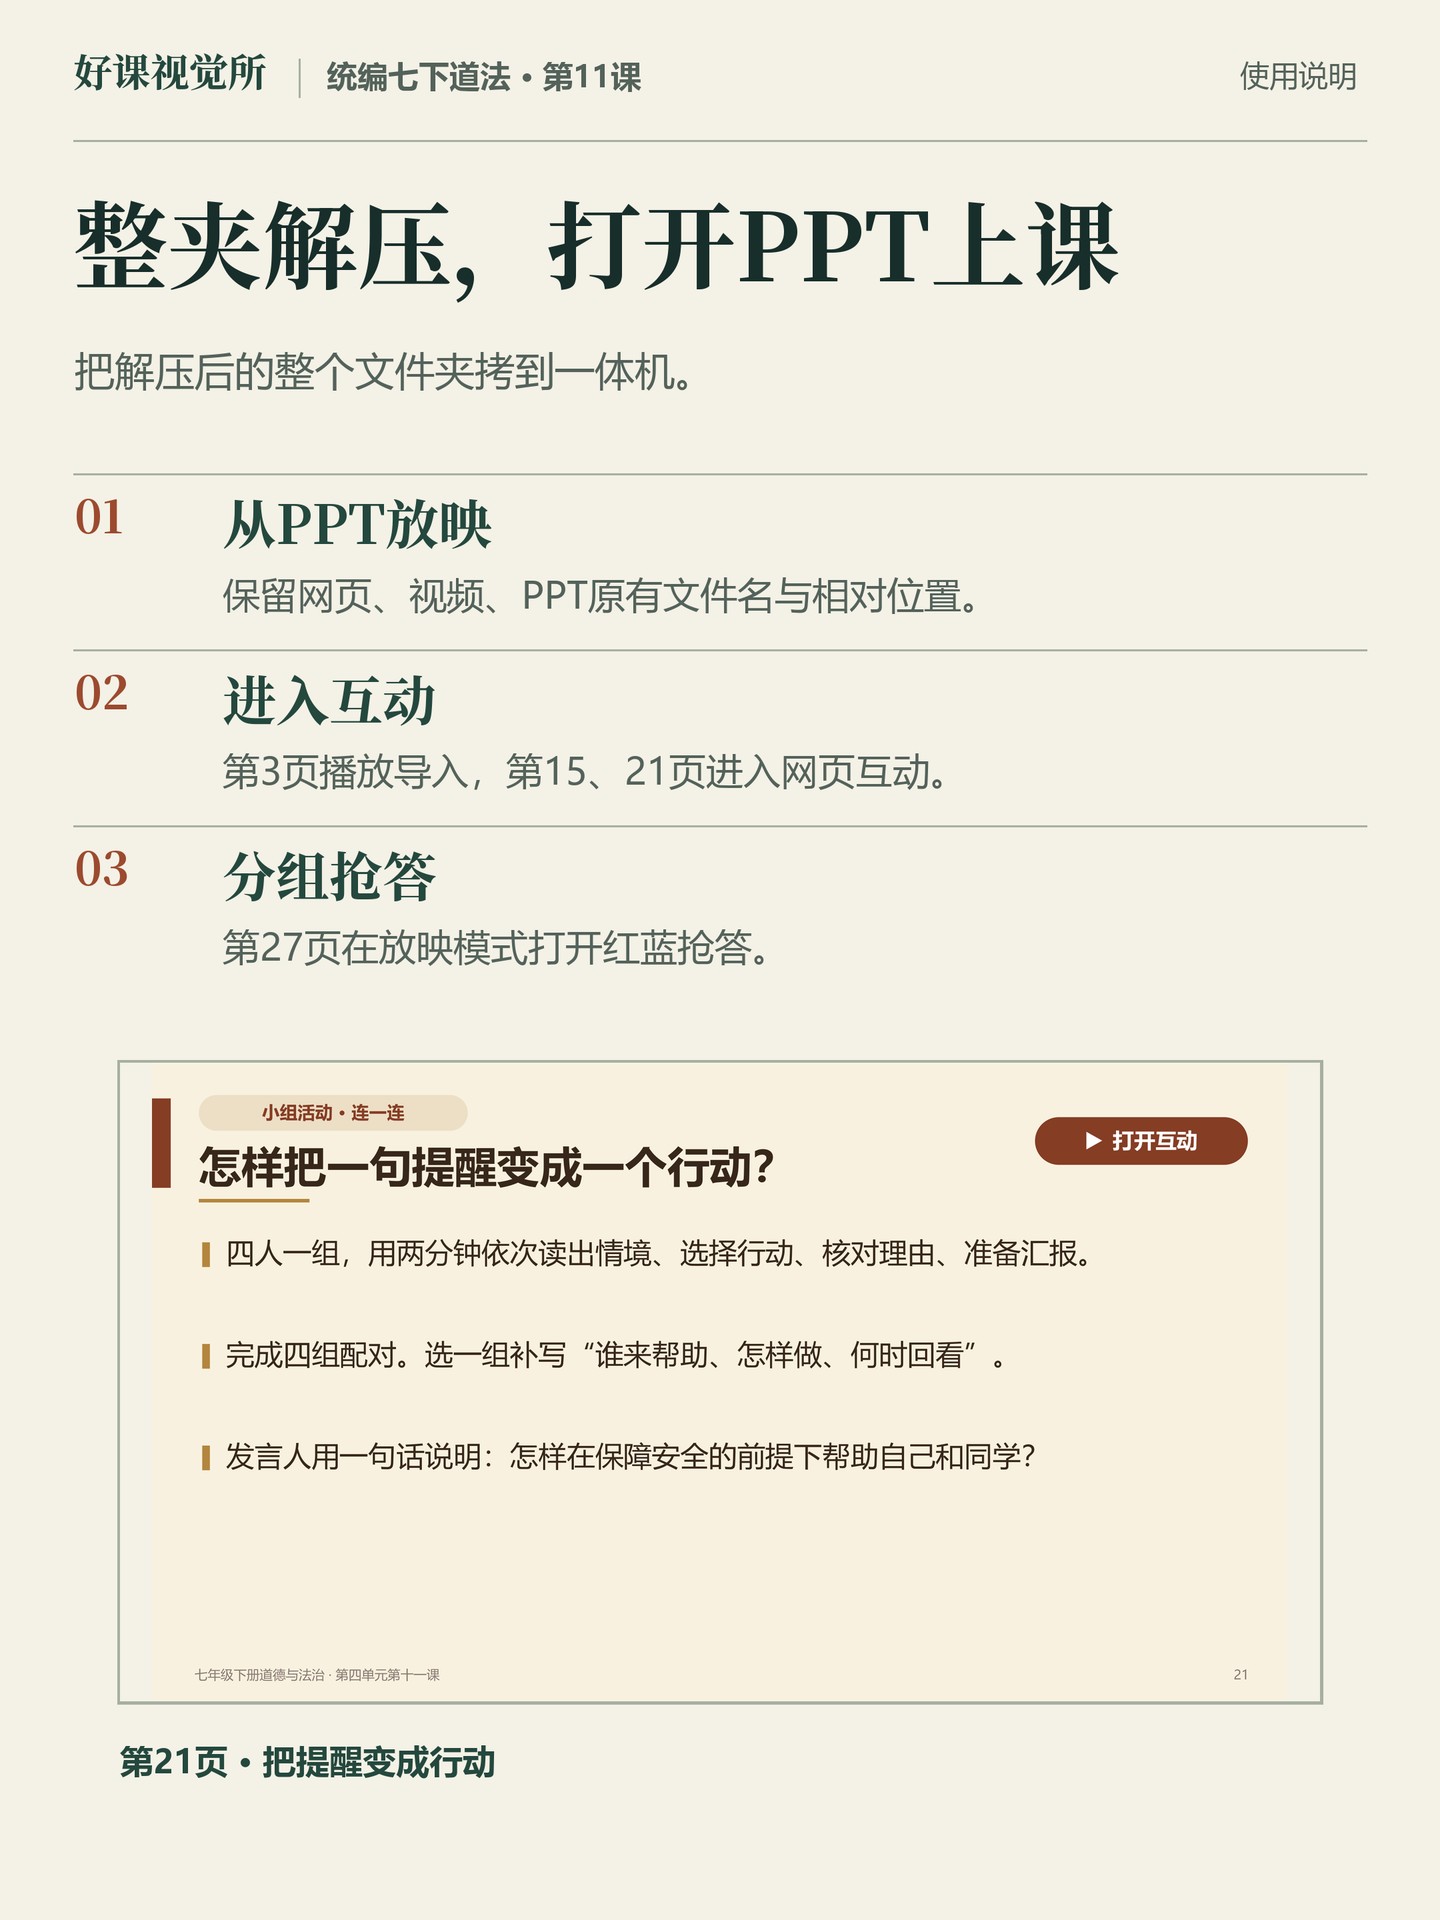 好课视觉所
统编七下道法·第11课
使用说明
整夹解压，打开PPT上课
把解压后的整个文件夹拷到一体机。
01
从PPT放映
保留网页、视频、PPT原有文件名与相对位置。
02
进入互动
第3页播放导入，第15、21页进入网页互动。
03
分组抢答
第27页在放映模式打开红蓝抢答。
小组活动·连一连
怎样把一句提醒变成一个行动？
▶ 打开互动
四人一组，用两分钟依次读出情境、选择行动、核对理由、准备汇报。
完成四组配对。选一组补写“谁来帮助、怎样做、何时回看”。
发言人用一句话说明：怎样在保障安全的前提下帮助自己和同学？
七年级下册道德与法治·第四单元第十一课
21
第21页·把提醒变成行动